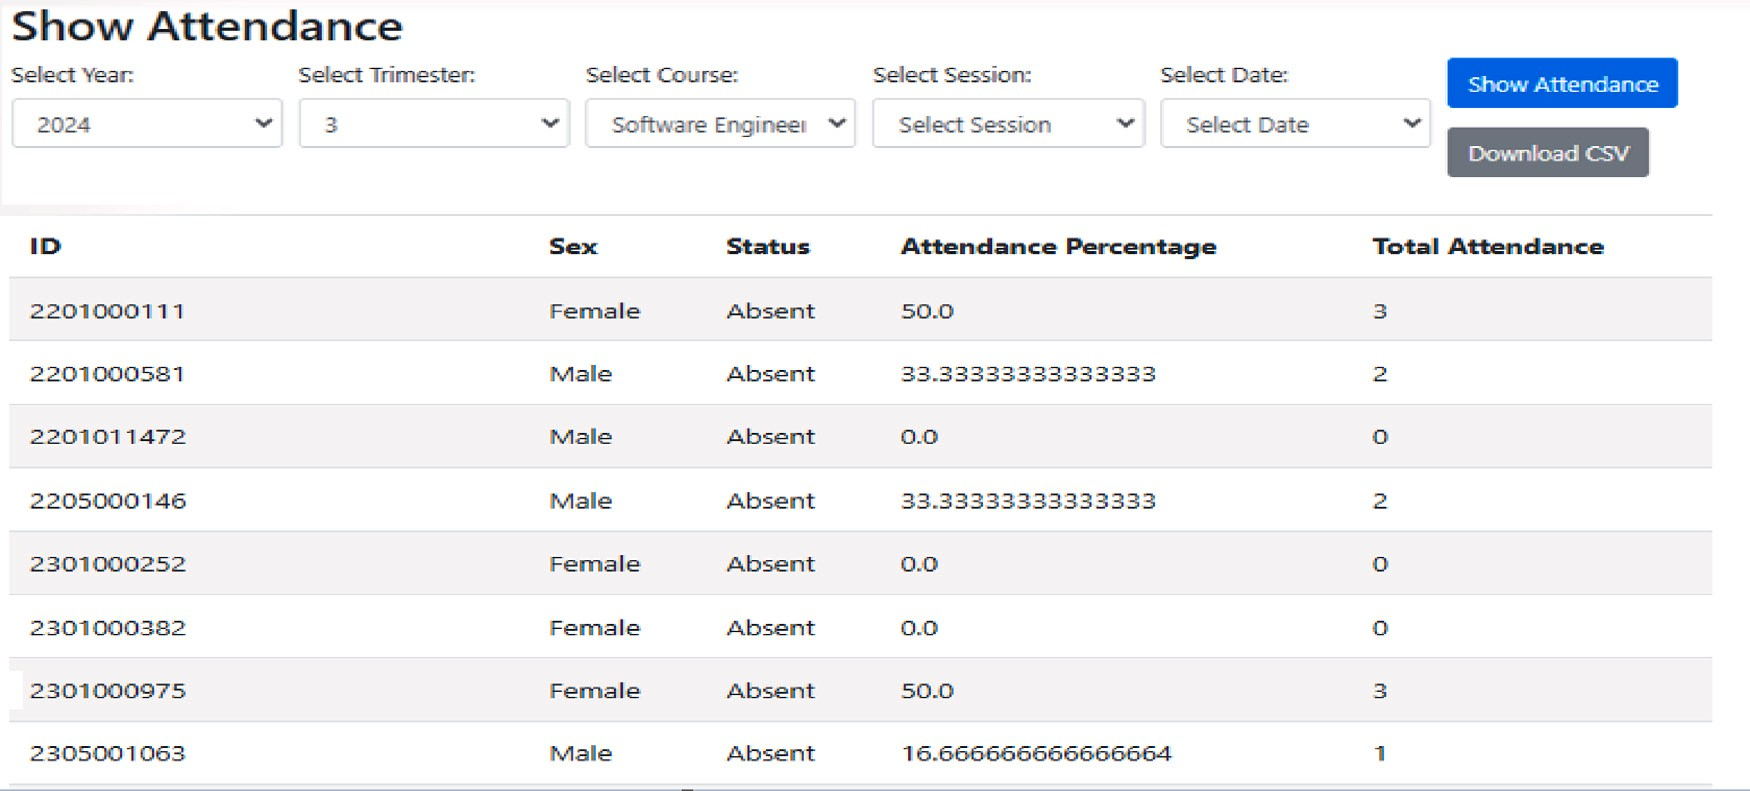 Show Attendance
Select Year: Select Trimester: Select Course: Select Session: Select Date:
Show Attendance
2024 3 Software Engineer Select Session Select Date
Download CSV
ID Sex Status Attendance Percentage Total Attendance
2201000111 Female Absent 50.0 3
2201000581 Male Absent 33.33333333333333 2
2201011472 Male Absent 0.0 0
2205000146 Male Absent 33.33333333333333 2
2301000252 Female Absent 0.0 0
2301000382 Female Absent 0.0 0
2301000975 Female Absent 50.0 3
2305001063 Male Absent 16.666666666666664 1